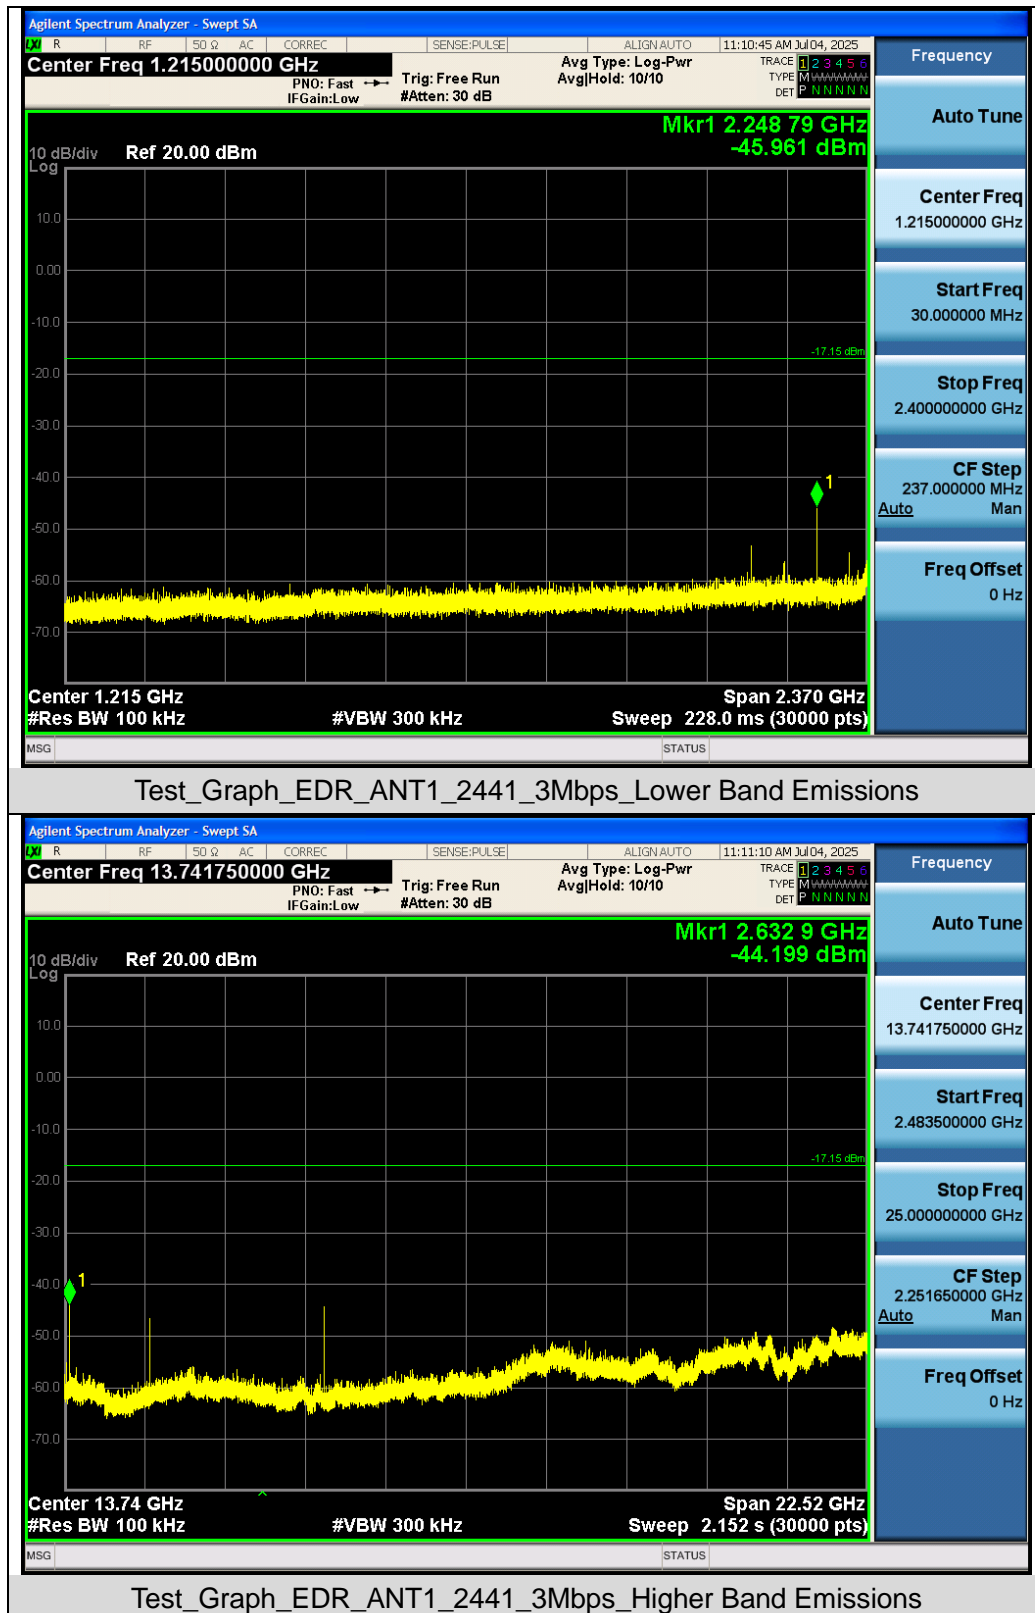 Agilent Spectrum Analyzer - Swept SA
LXI R RF 50 Ω AC CORREC SENSE:PULSE ALIGN AUTO 11:10:45 AM Jul 04, 2025
Center Freq 1.215000000 GHz
PNO: Fast
IFGain:Low
Trig: Free Run
#Atten: 30 dB
Avg Type: Log-Pwr
Avg|Hold: 10/10
TRACE 1 2 3 4 5 6
TYPE M WWWWW
DET P N N N N N
Mkr1 2.248 79 GHz
-45.961 dBm
10 dB/div Ref 20.00 dBm
Log
10.0
0.00
-10.0
-17.15 dBm
-20.0
-30.0
-40.0
1
-50.0
-60.0
-70.0
Center 1.215 GHz Span 2.370 GHz
#Res BW 100 kHz #VBW 300 kHz Sweep 228.0 ms (30000 pts)
MSG STATUS
Frequency
Auto Tune
Center Freq
1.215000000 GHz
Start Freq
30.000000 MHz
Stop Freq
2.400000000 GHz
CF Step
237.000000 MHz
Auto Man
Freq Offset
0 Hz
Test_Graph_EDR_ANT1_2441_3Mbps_Lower Band Emissions
Agilent Spectrum Analyzer - Swept SA
LXI R RF 50 Ω AC CORREC SENSE:PULSE ALIGN AUTO 11:11:10 AM Jul 04, 2025
Center Freq 13.741750000 GHz
PNO: Fast
IFGain:Low
Trig: Free Run
#Atten: 30 dB
Avg Type: Log-Pwr
Avg|Hold: 10/10
TRACE 1 2 3 4 5 6
TYPE M WWWWW
DET P N N N N N
Mkr1 2.632 9 GHz
-44.199 dBm
10 dB/div Ref 20.00 dBm
Log
10.0
0.00
-10.0
-17.15 dBm
-20.0
-30.0
-40.0
1
-50.0
-60.0
-70.0
Center 13.74 GHz Span 22.52 GHz
#Res BW 100 kHz #VBW 300 kHz Sweep 2.152 s (30000 pts)
MSG STATUS
Frequency
Auto Tune
Center Freq
13.741750000 GHz
Start Freq
2.483500000 GHz
Stop Freq
25.000000000 GHz
CF Step
2.251650000 GHz
Auto Man
Freq Offset
0 Hz
Test_Graph_EDR_ANT1_2441_3Mbps_Higher Band Emissions